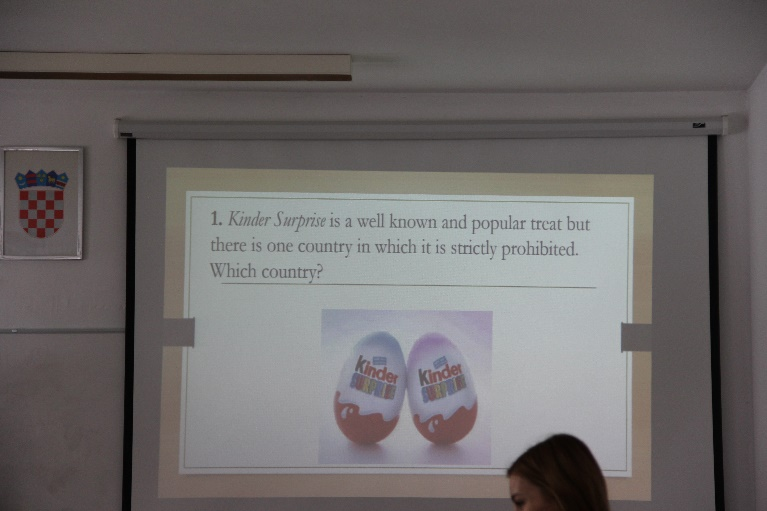 1. Kinder Surprise is a well known and popular treat but
there is one country in which it is strictly prohibited.
Which country?
Kinder
SURPRISE
Kinder
SURPRISE